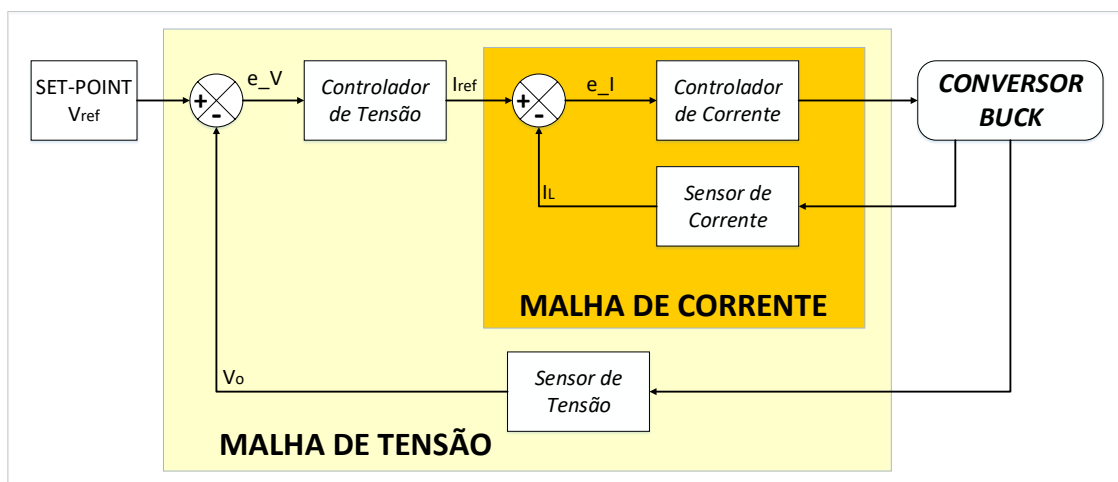 SET-POINT
Vref
+
-
e_V
Controlador
de Tensão
Iref
+
-
e_I
Controlador
de Corrente
CONVERSOR
BUCK
IL
Sensor de
Corrente
MALHA DE CORRENTE
Vo
Sensor de
Tensão
MALHA DE TENSÃO